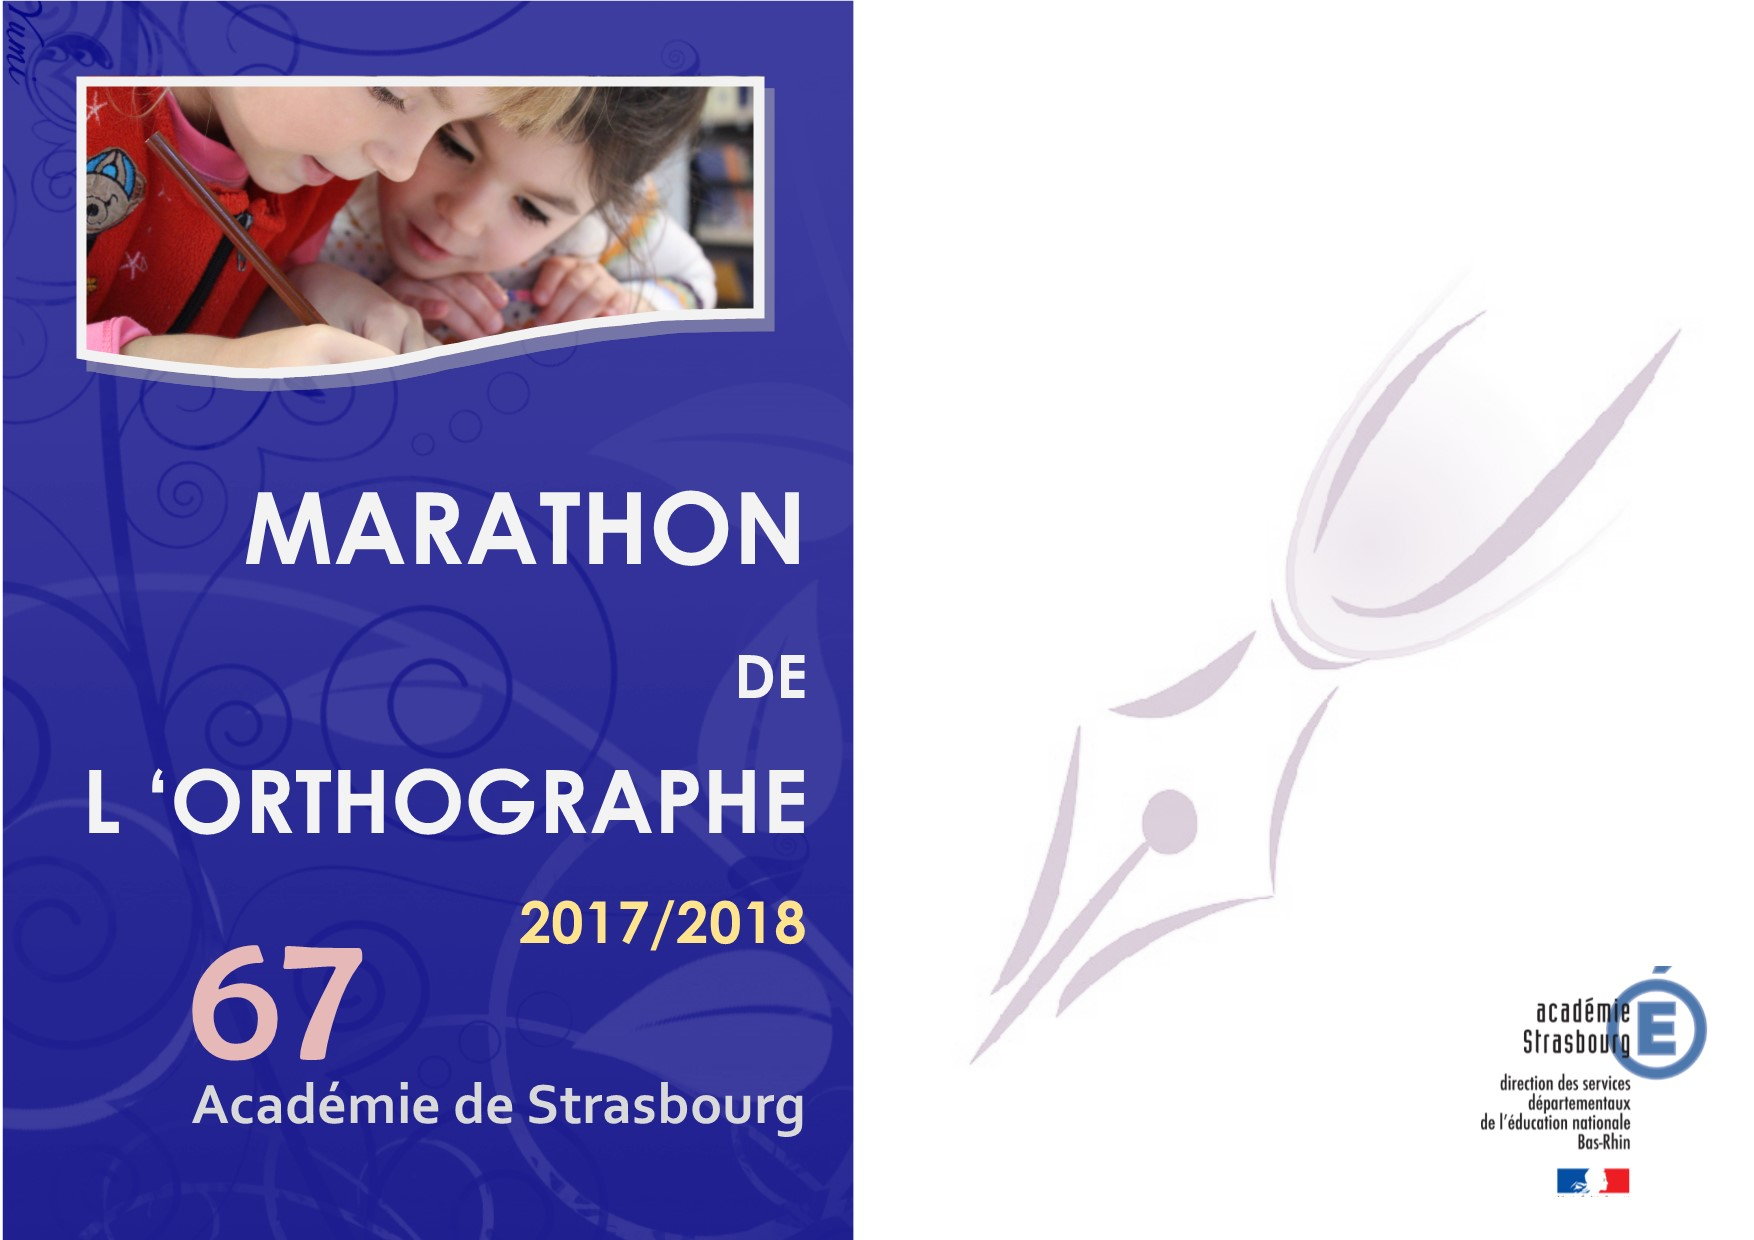 Yumi
MARATHON
DE
L ‘ORTHOGRAPHE
2017/2018
67
Académie de Strasbourg
académie
Strasbourg
É
direction des services
départementaux
de l’éducation nationale
Bas-Rhin